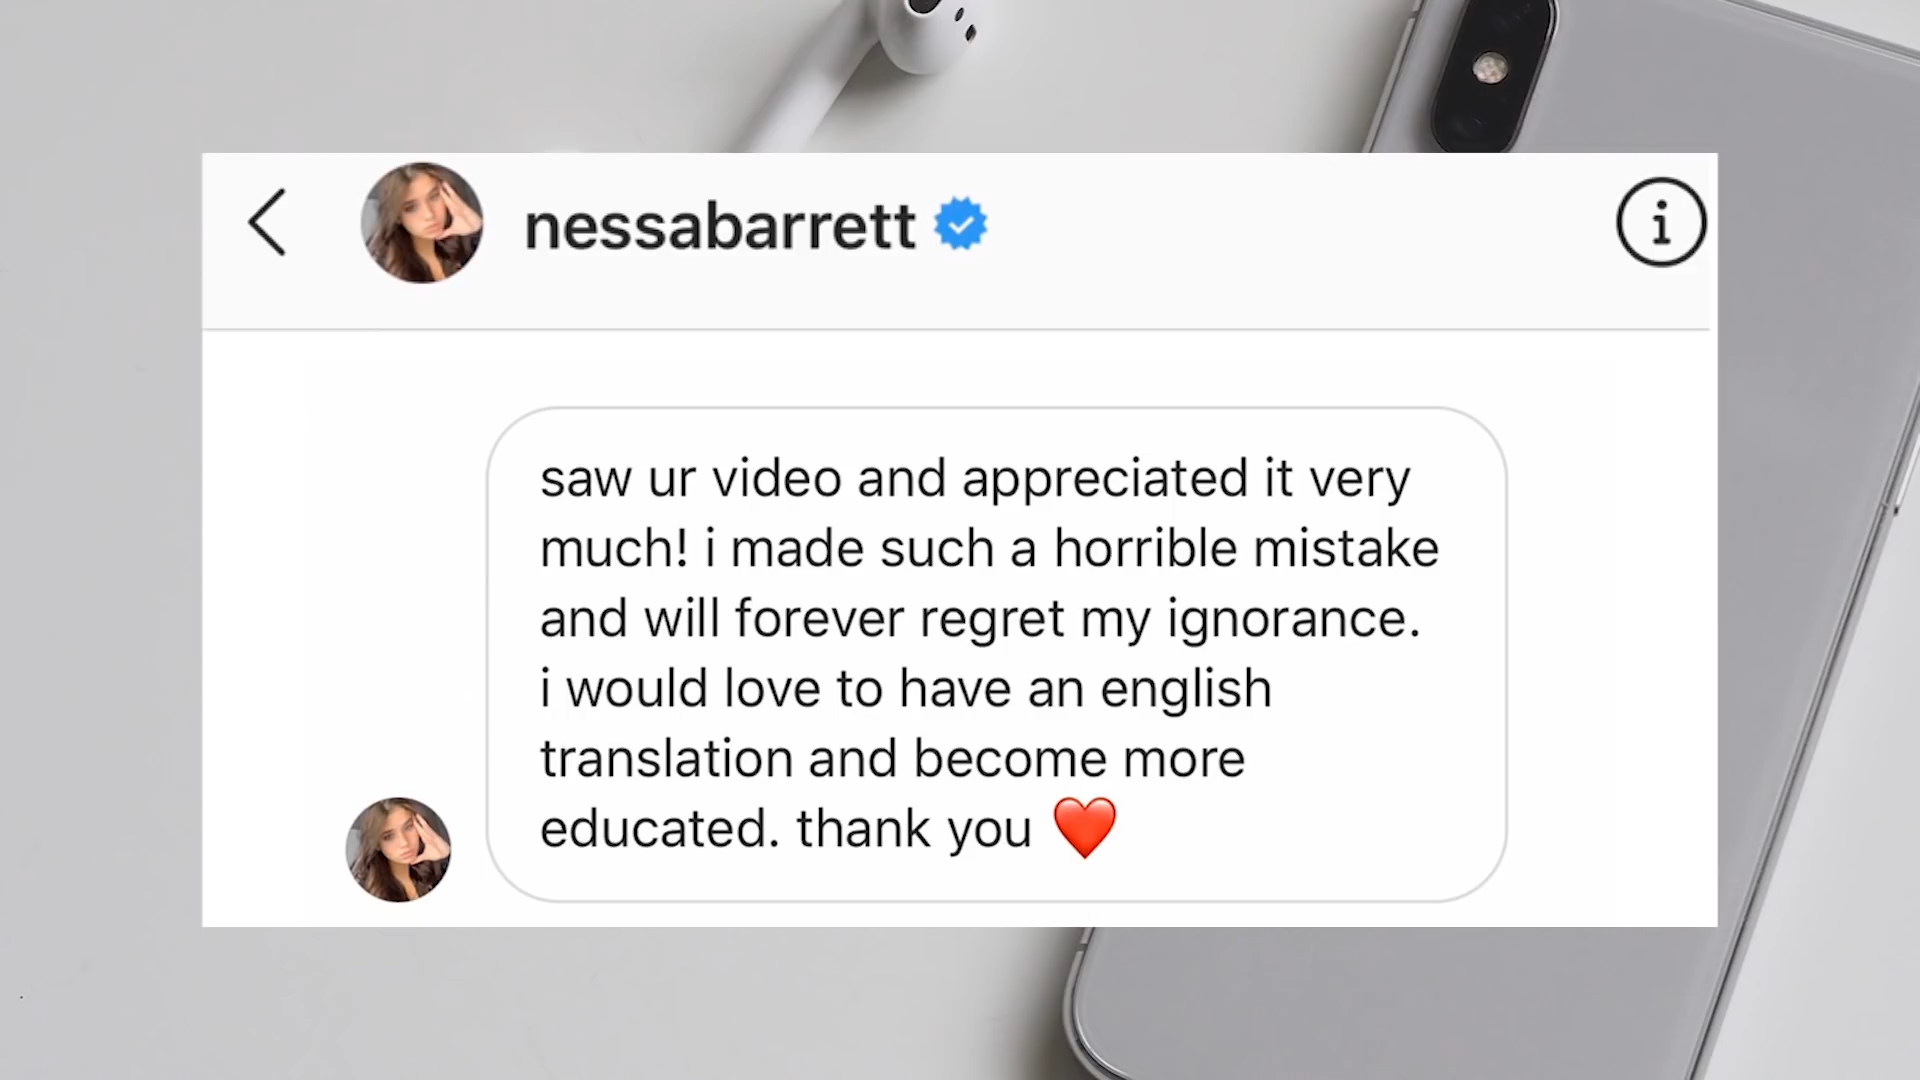 nessabarrett
saw ur video and appreciated it very
much! i made such a horrible mistake
and will forever regret my ignorance.
i would love to have an english
translation and become more
educated. thank you ❤️